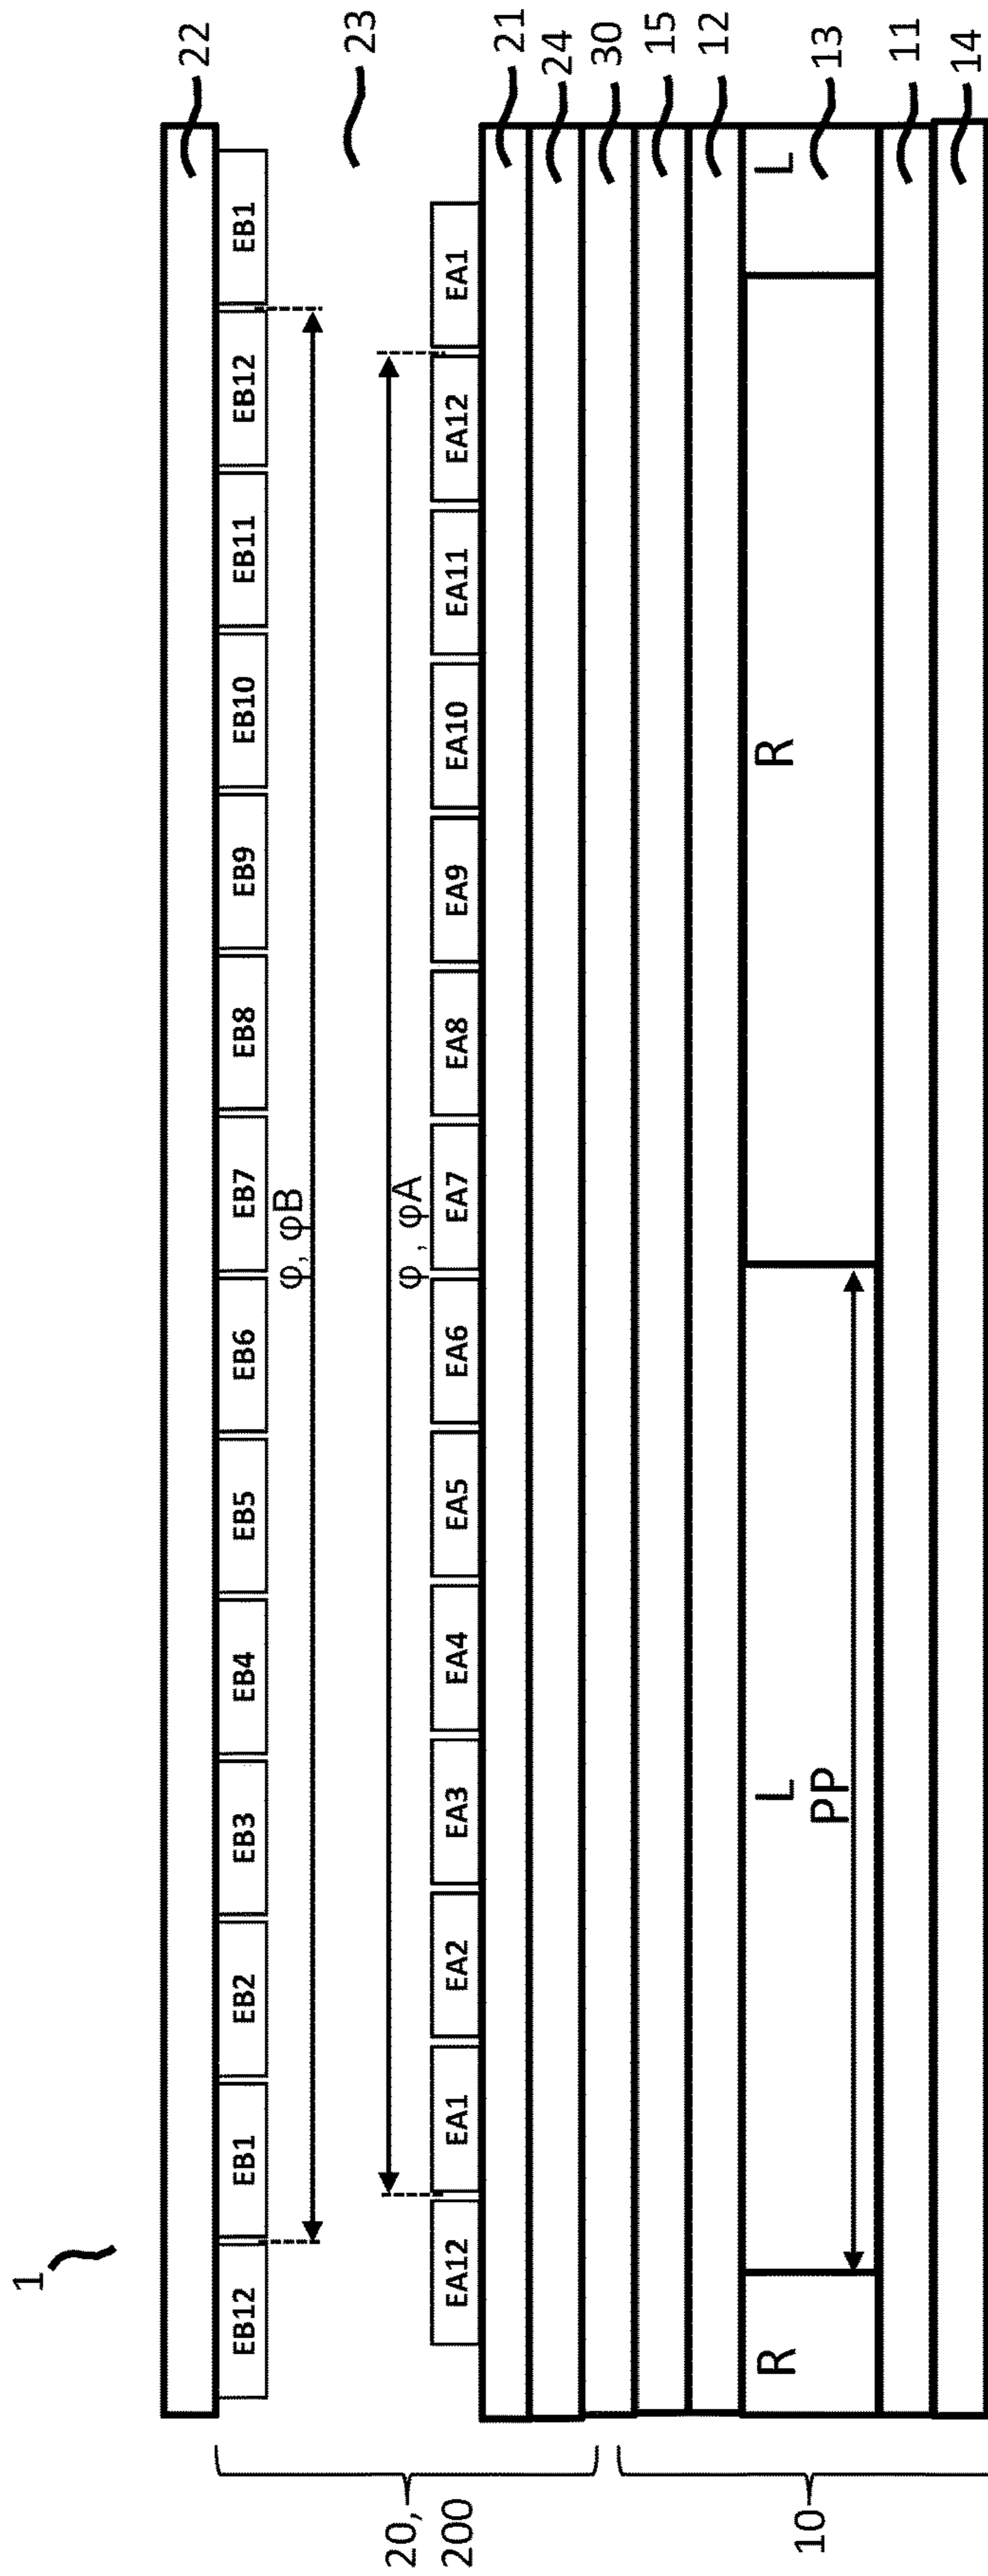 1
EB12 EB1 EB2 EB3 EB4 EB5 EB6 EB7 EB8 EB9 EB10 EB11 EB12 EB1
22
φ, φB
23
φ , φA
EA12 EA1 EA2 EA3 EA4 EA5 EA6 EA7 EA8 EA9 EA10 EA11 EA12 EA1
21
20,
200
24
30
15
12
R L R L
PP
13
10
11
14